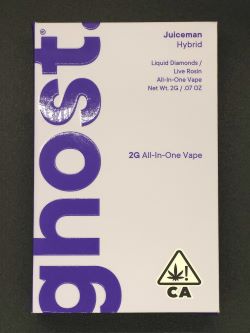 ghost.®
Juiceman
Hybrid
Liquid Diamonds /
Live Rosin
All-In-One Vape
Net Wt. 2G / .07 OZ
2G All-In-One Vape
!
CA